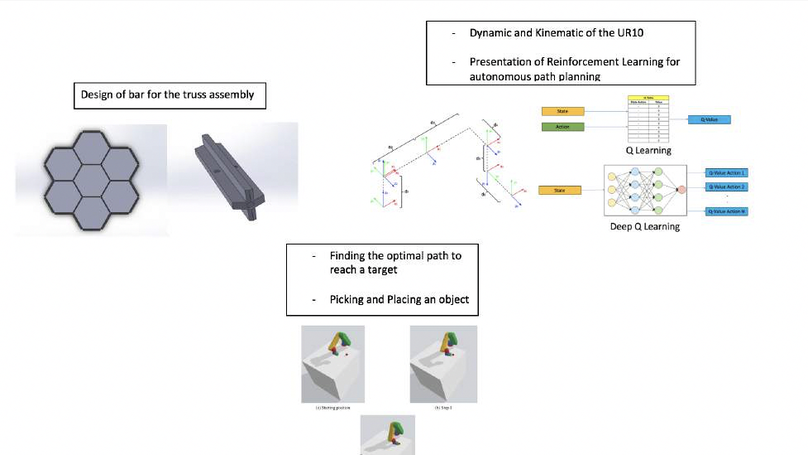 - Dynamic and Kinematic of the UR10
- Presentation of Reinforcement Learning for
autonomous path planning
Design of bar for the truss assembly
State
Action
Q-Value
Q Learning
State
Q-Value Action 1
Q-Value Action 2
Q-Value Action N
Deep Q Learning
- Finding the optimal path to
reach a target
- Picking and Placing an object
(a) Starting position